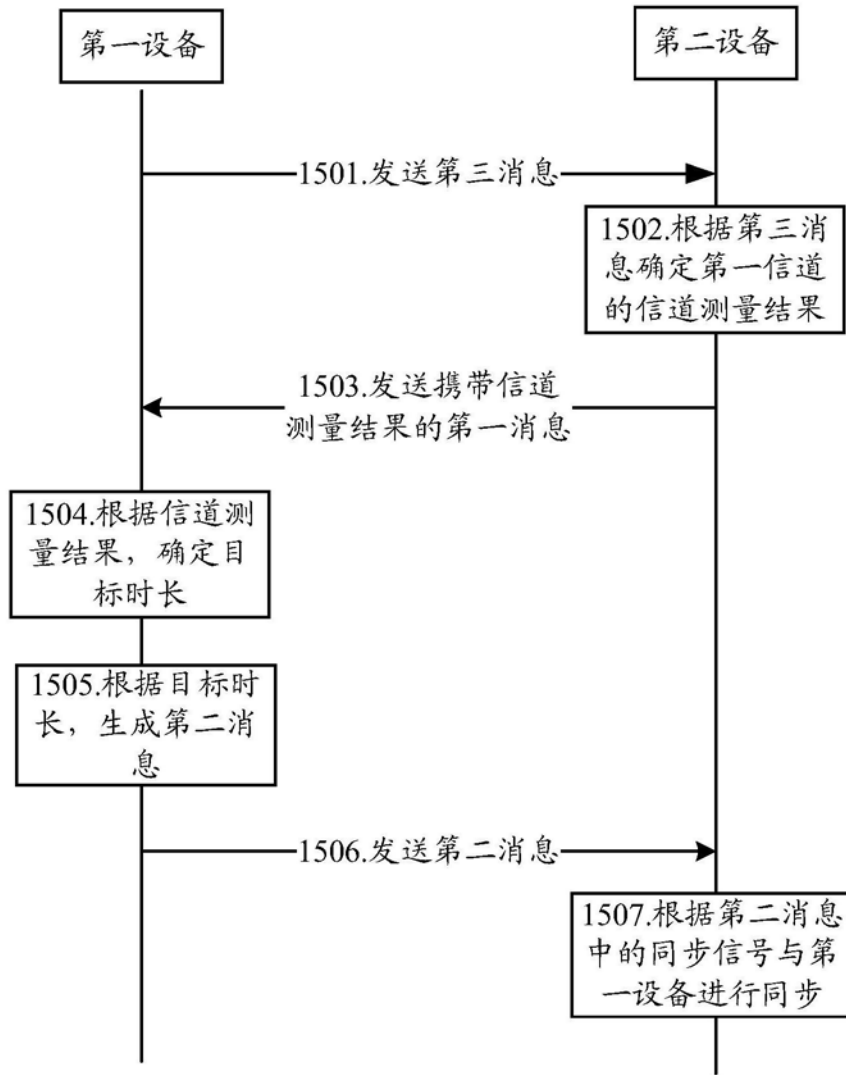 第一设备
第二设备
1501.发送第三消息
1502.根据第三消
息确定第一信道
的信道测量结果
1503.发送携带信道
测量结果的第一消息
1504.根据信道测
量结果，确定目
标时长
1505.根据目标时
长，生成第二消
息
1506.发送第二消息
1507.根据第二消息
中的同步信号与第
一设备进行同步